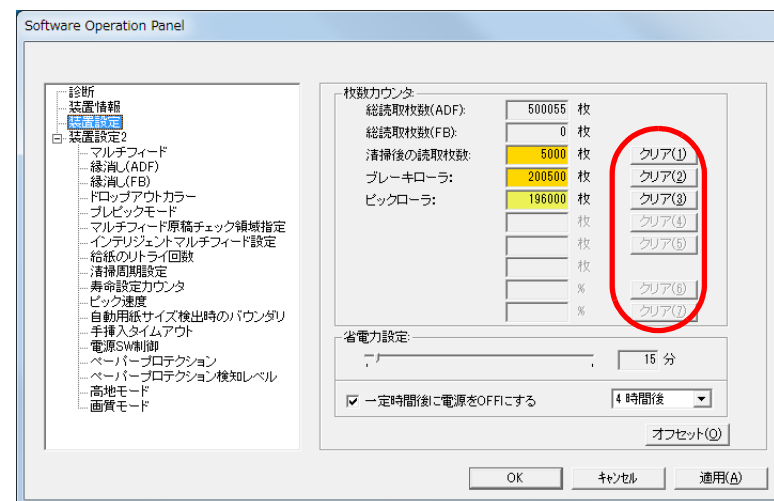 Software Operation Panel
診断
装置情報
装置設定
装置設定2
マルチフィード
縁消し(ADF)
縁消し(FB)
ドロップアウトカラー
プレピックモード
マルチフィード原稿チェック領域指定
インテリジェントマルチフィード設定
給紙のリトライ回数
清掃周期設定
寿命設定カウンタ
ピック速度
自動用紙サイズ検出時のバウンダリ
手挿入タイムアウト
電源SW制御
ペーパープロテクション
ペーパープロテクション検知レベル
高地モード
画質モード
枚数カウンタ
総読取枚数(ADF): 500055 枚
総読取枚数(FB): 0 枚
清掃後の読取枚数: 5000 枚 クリア(1)
ブレーキローラ: 200500 枚 クリア(2)
ピックローラ: 196000 枚 クリア(3)
枚 クリア(4)
枚 クリア(5)
枚
% クリア(6)
% クリア(7)
省電力設定:
15 分
一定時間後に電源をOFFにする 4 時間後
オフセット(O)
OK キャンセル 適用(A)